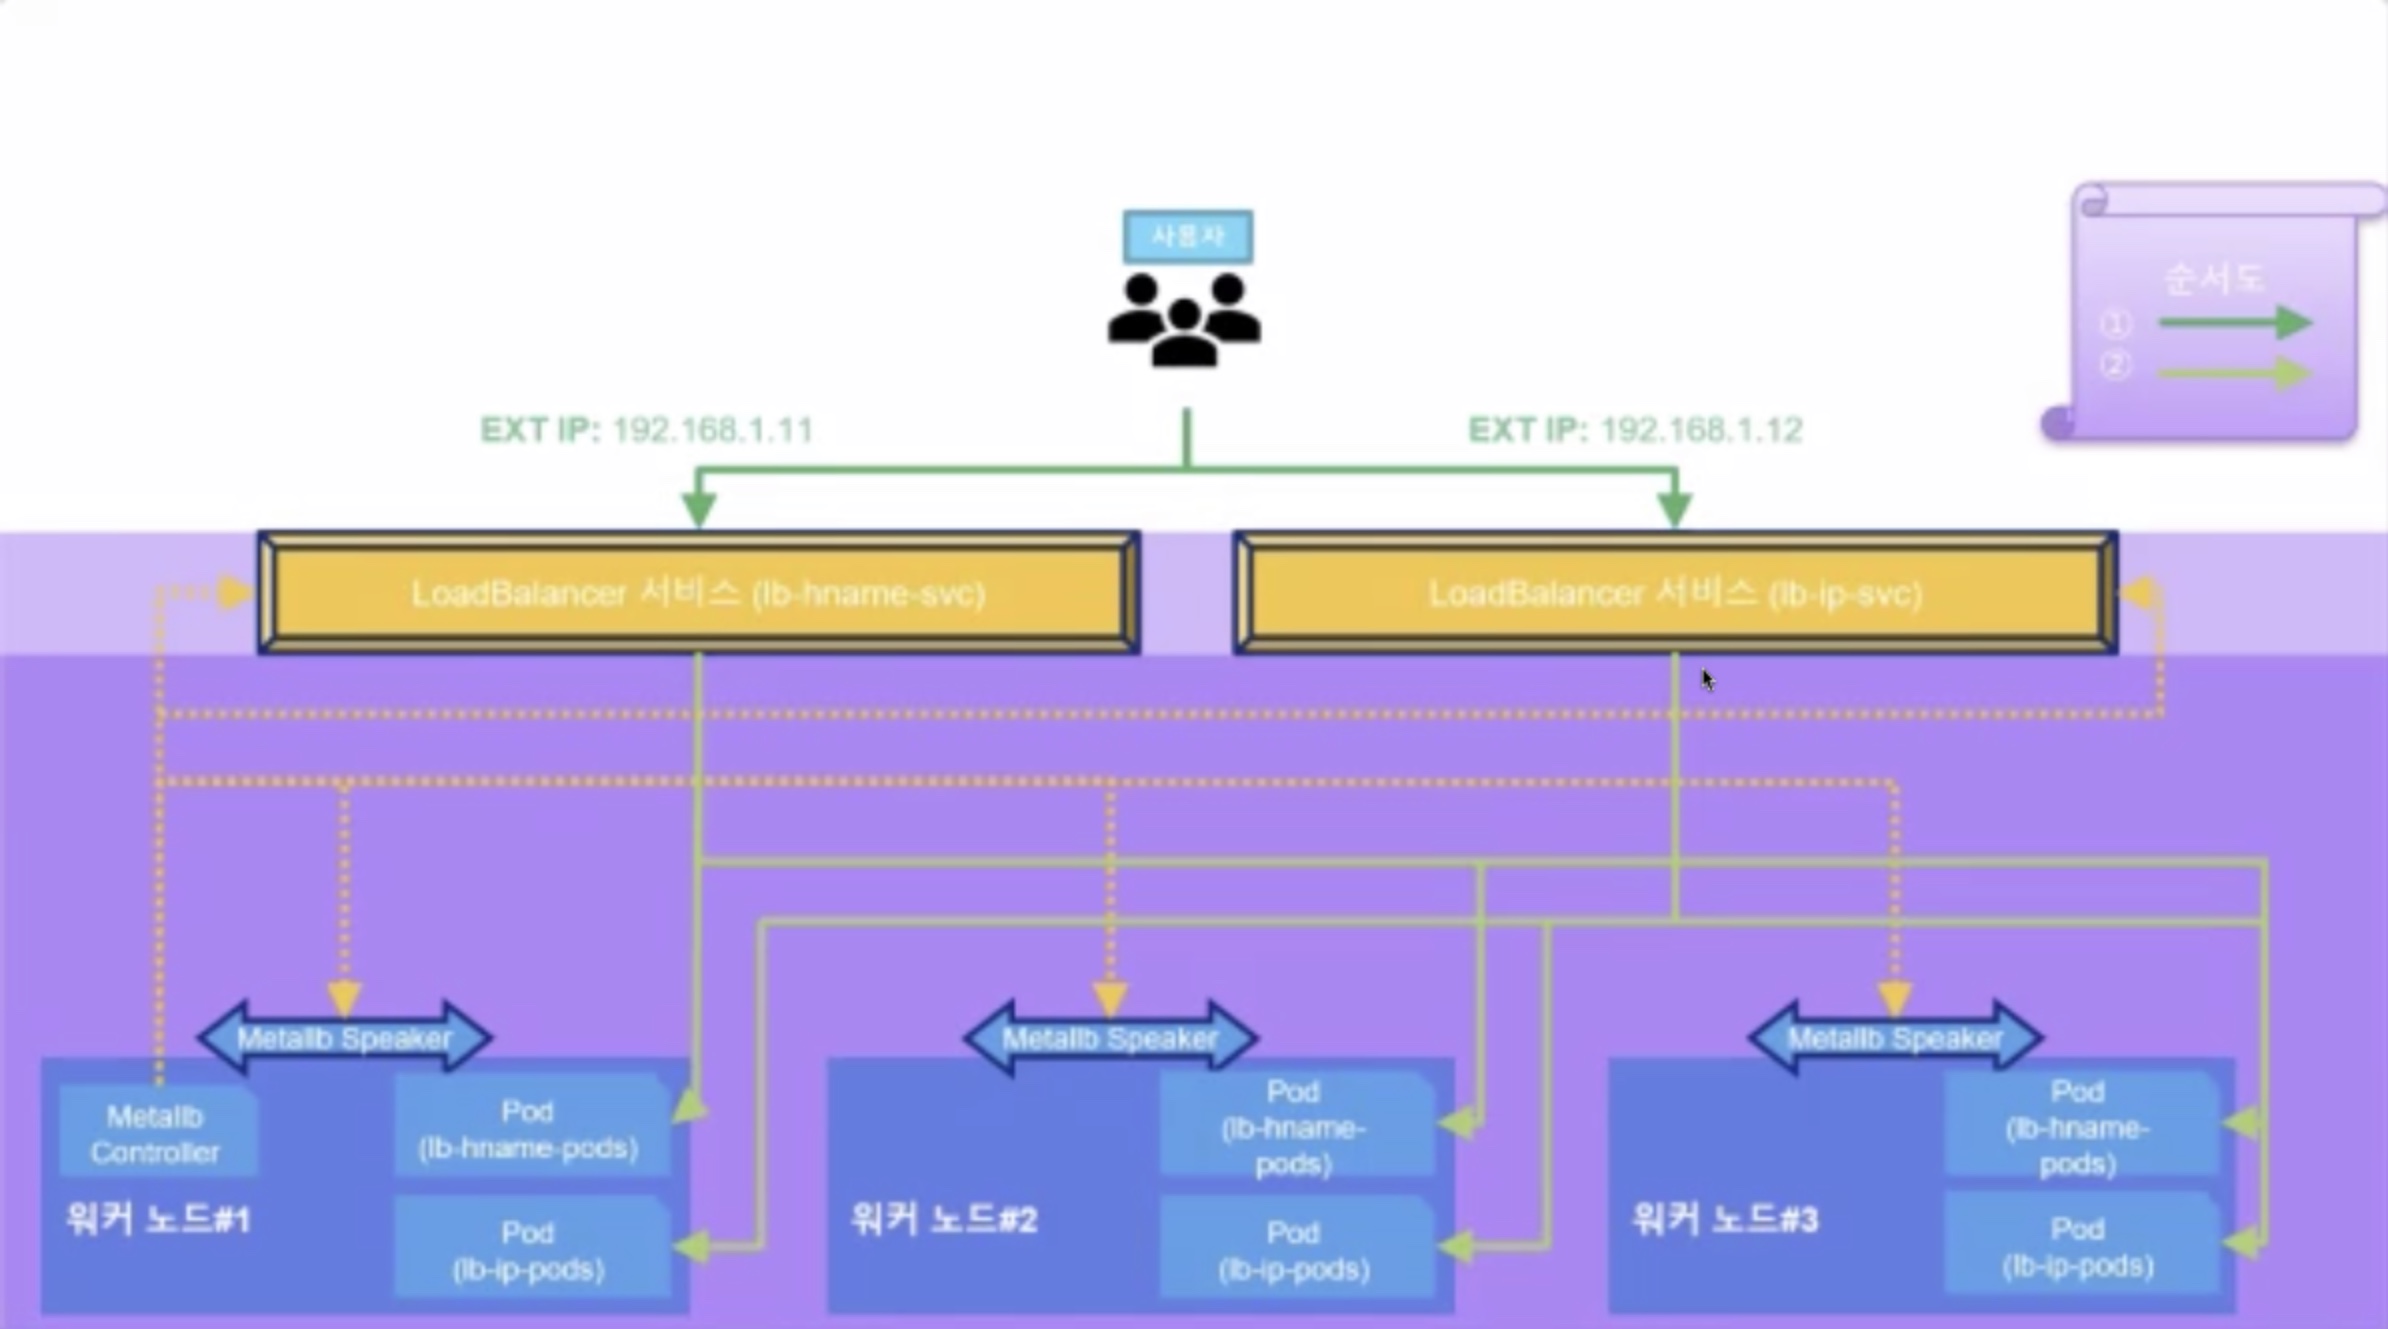 사용자
순서도
①
②
EXT IP: 192.168.1.11
EXT IP: 192.168.1.12
LoadBalancer 서비스 (lb-hname-svc)
LoadBalancer 서비스 (lb-ip-svc)
Metallb Speaker
Metallb Speaker
Metallb Speaker
Metallb
Controller
Pod
(lb-hname-pods)
워커 노드#1
Pod
(lb-ip-pods)
Pod
(lb-hname-
pods)
워커 노드#2
Pod
(lb-ip-pods)
Pod
(lb-hname-
pods)
워커 노드#3
Pod
(lb-ip-pods)